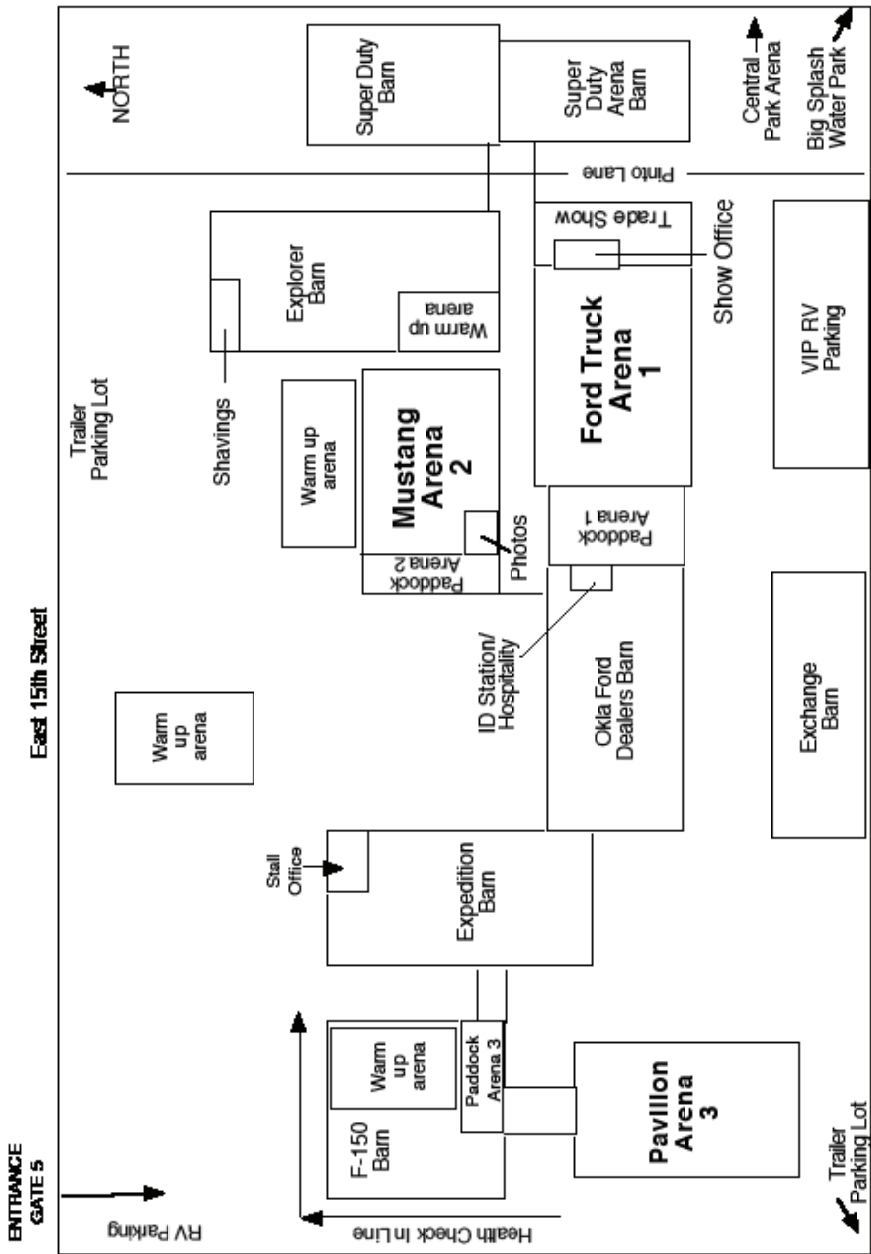 ENTRANCE
GATE 5
East 15th Street
RV Parking
Health Check In Line
F-150
Barn
Warm
up
arena
Paddock
Arena 3
Pavilion
Arena
3
Trailer
Parking Lot
Stall
Office
Expedition
Barn
Warm
up
arena
Trailer
Parking Lot
Shavings
Warm up
arena
Mustang
Arena
2
Paddock
Arena 2
Photos
ID Station/
Hospitality
Okla Ford
Dealers Barn
Exchange
Barn
Explorer
Barn
Warm up
arena
Paddock
Arena 1
Ford Truck
Arena
1
Trade Show
Show Office
VIP RV
Parking
Pinto Lane
NORTH
Super Duty
Barn
Super
Duty
Arena
Barn
Central
Park Arena
Big Splash
Water Park